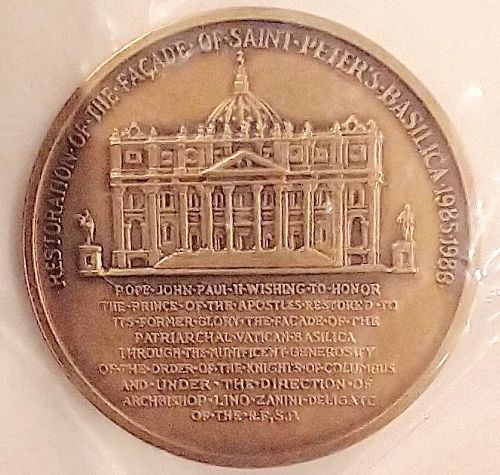 RESTORATION·OF·THE·FAÇADE·OF·SAINT·PETER'S·BASILICA·1985·1986
POPE·JOHN·PAUL·II·WISHING·TO·HONOR
THE·PRINCE·OF·THE·APOSTLES·RESTORED·TO
ITS·FORMER·GLORY·THE·FACADE·OF·THE
PATRIARCHAL·VATICAN·BASILICA
THROUGH·THE·MUNIFICENT·GENEROSITY
OF·THE·ORDER·OF·THE·KNIGHTS·OF·COLUMBUS
AND·UNDER·THE·DIRECTION·OF
ARCHBISHOP·LINO·ZANINI·DELIGATE
OF·THE·R.F.S.P.